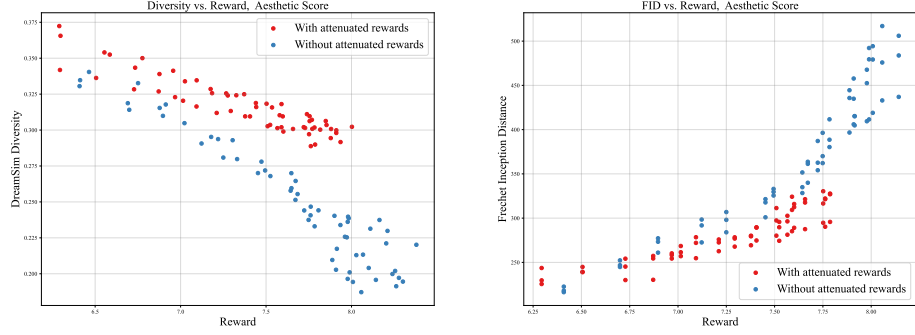 Diversity vs. Reward, Aesthetic Score
0.375
0.350
0.325
0.300
0.275
0.250
0.225
0.200
DreamSim Diversity
With attenuated rewards
Without attenuated rewards
6.5
7.0
7.5
8.0
Reward
FID vs. Reward, Aesthetic Score
500
450
400
350
300
250
Frechet Inception Distance
With attenuated rewards
Without attenuated rewards
6.25
6.50
6.75
7.00
7.25
7.50
7.75
8.00
Reward